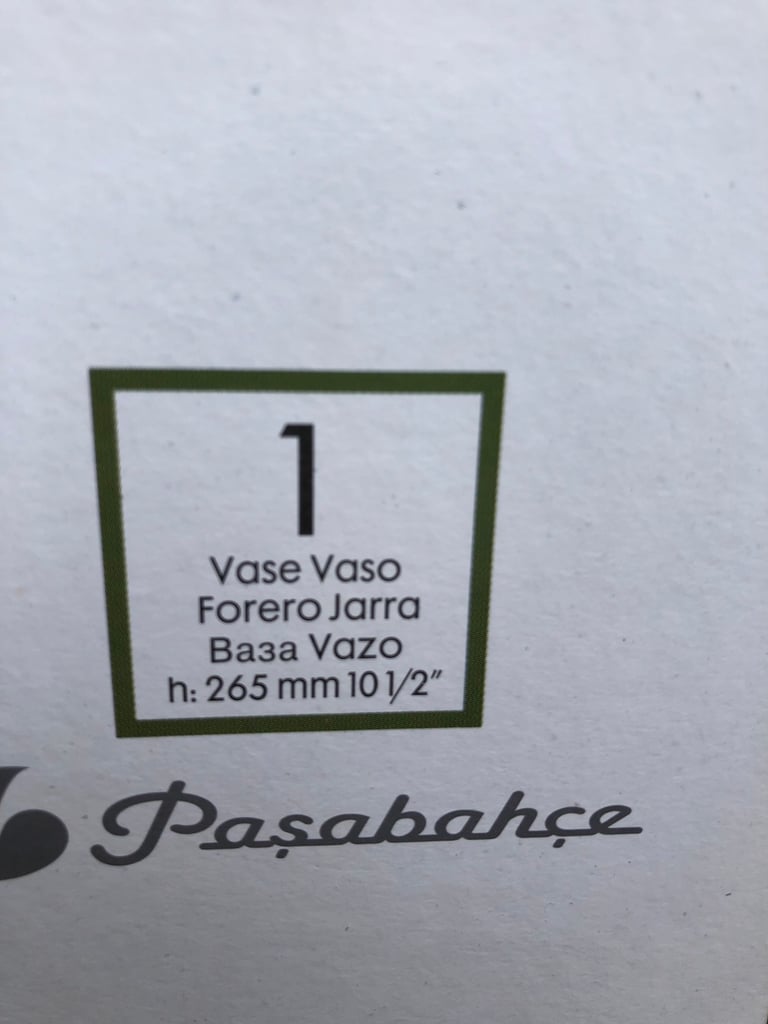 1
Vase Vaso
Forero Jarra
Ваза Vazo
h: 265 mm 10 1/2"
Paşabahçe